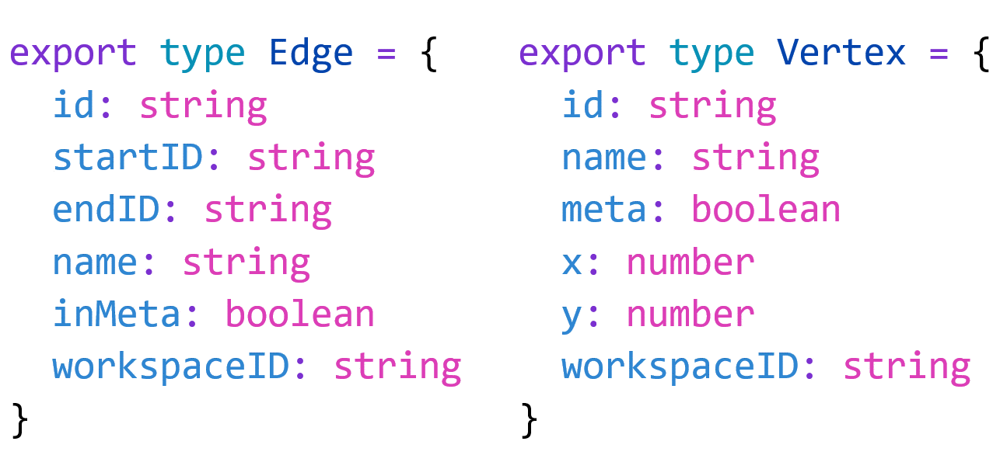 export type Edge = {
  id: string
  startID: string
  endID: string
  name: string
  inMeta: boolean
  workspaceID: string
}
export type Vertex = {
  id: string
  name: string
  meta: boolean
  x: number
  y: number
  workspaceID: string
}